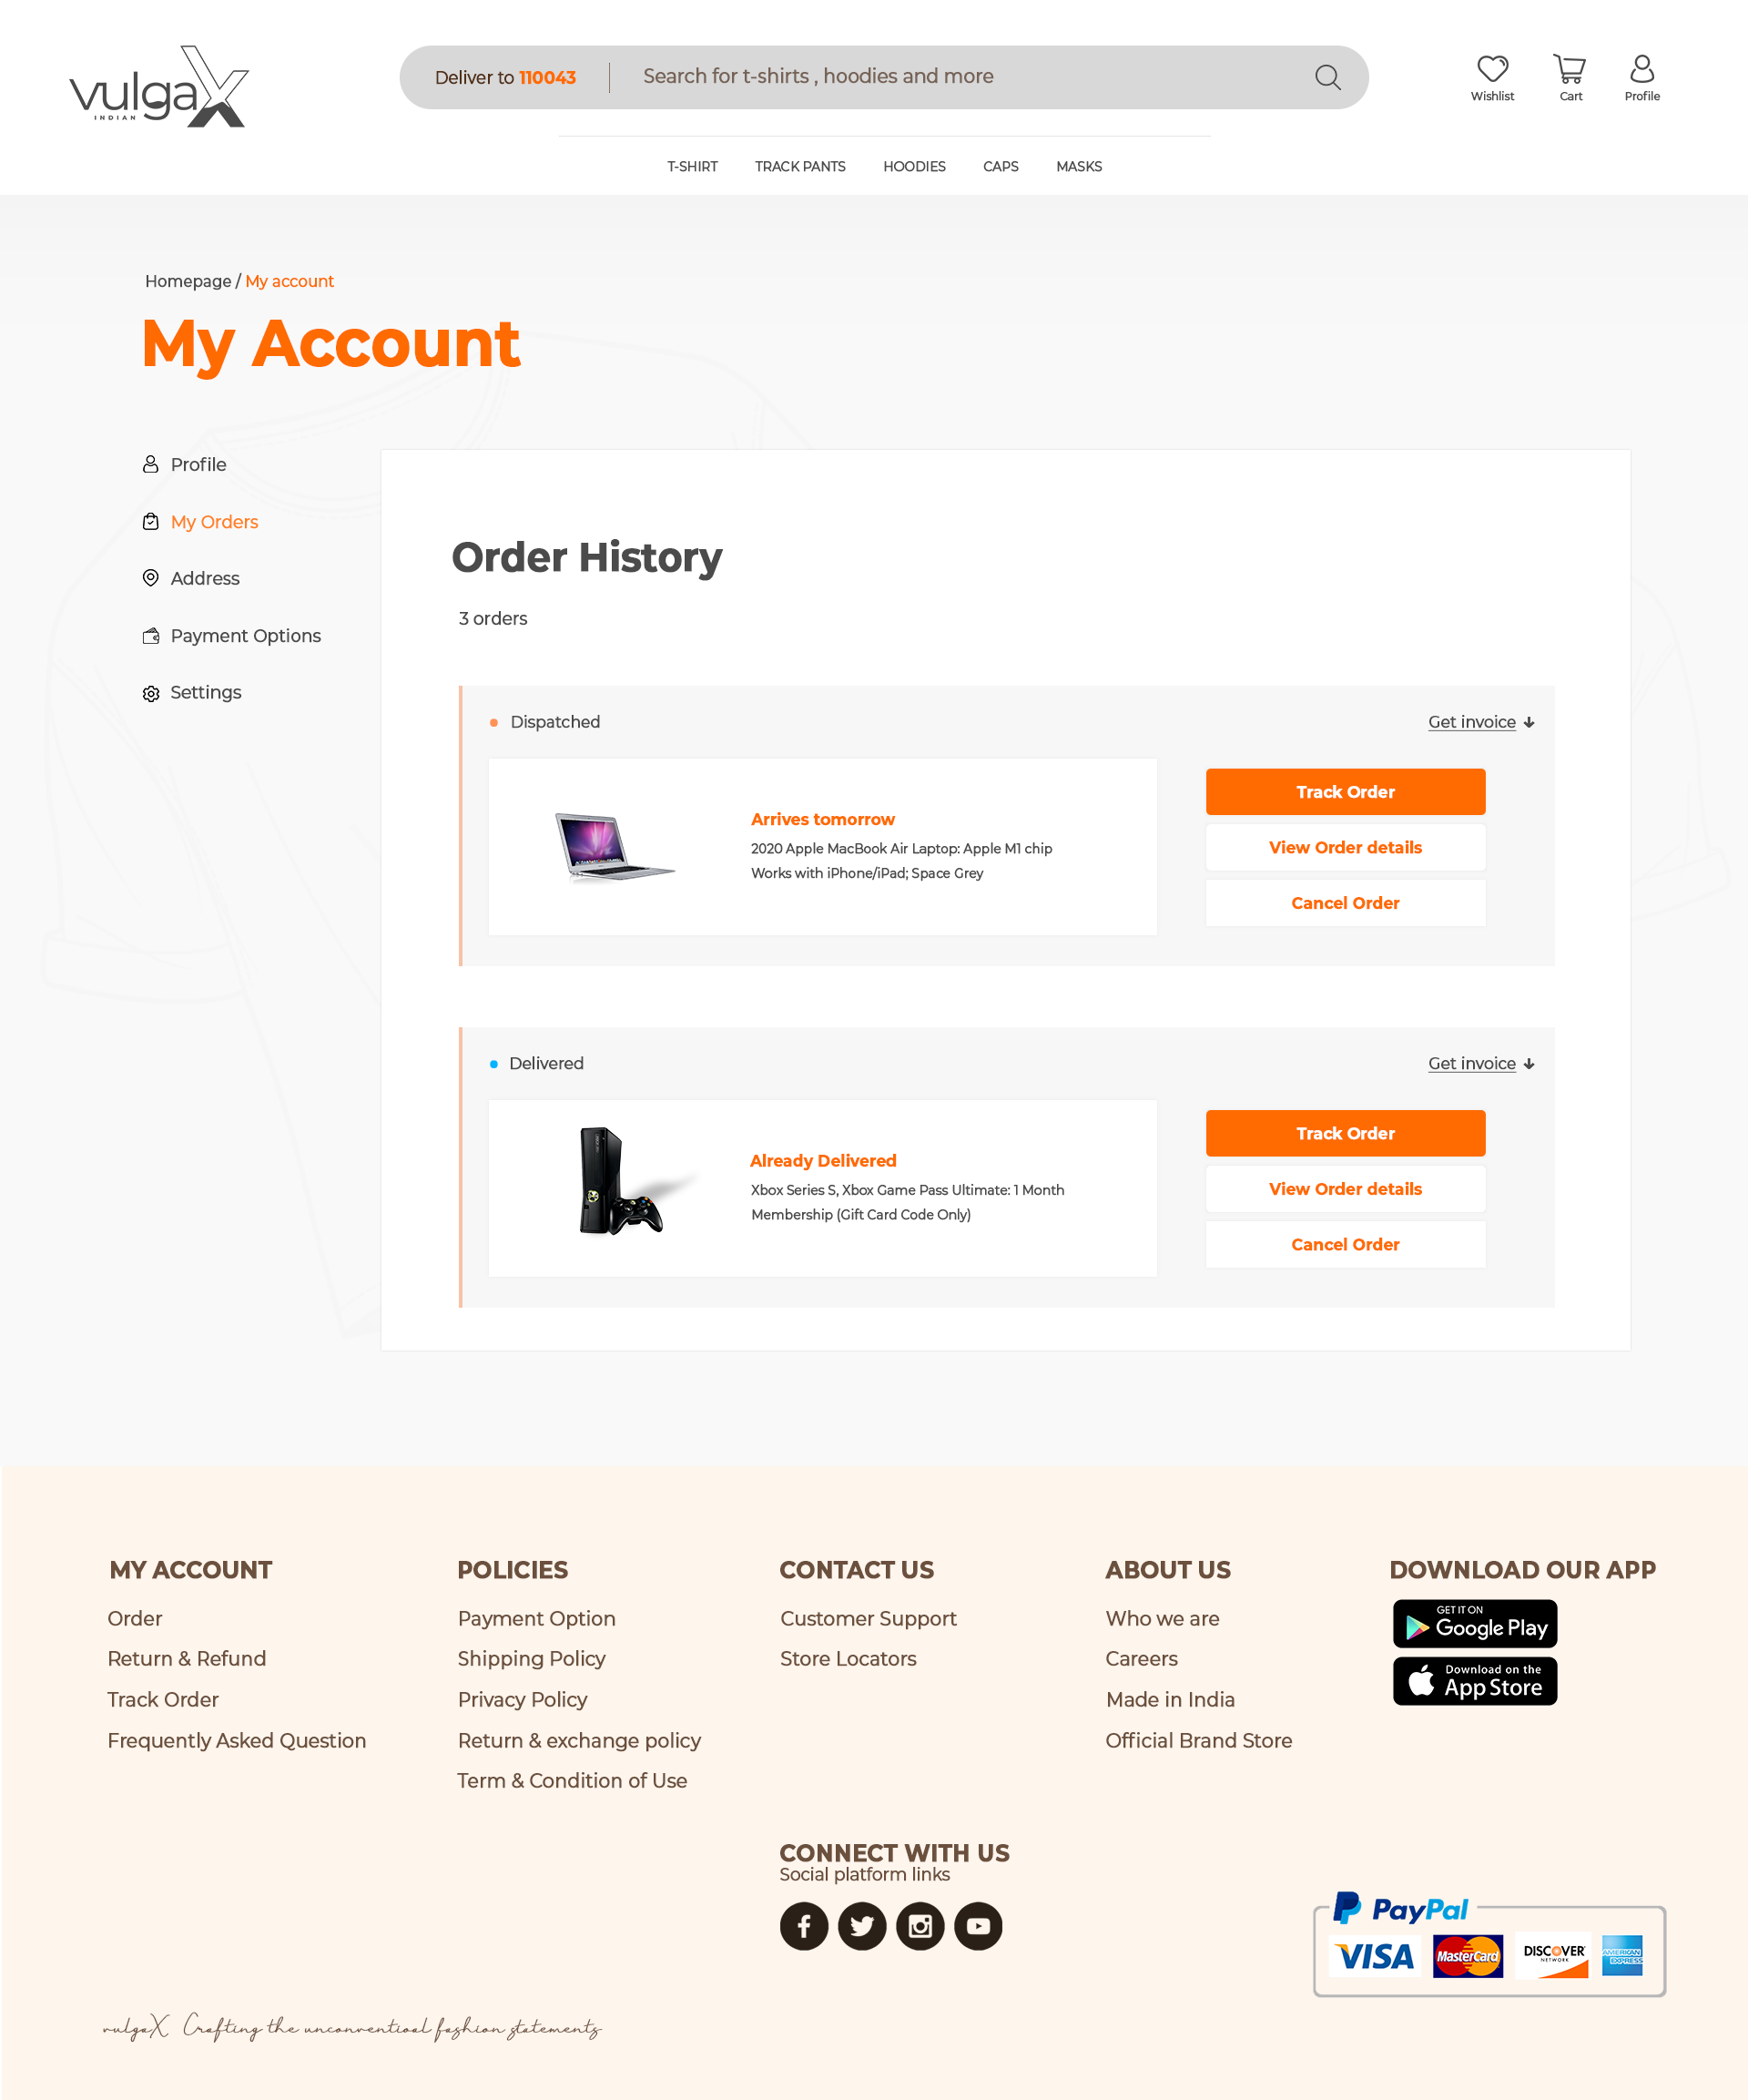 vulgaX
INDIAN
Deliver to 110043
Search for t-shirts , hoodies and more
Wishlist
Cart
Profile
T-SHIRT
TRACK PANTS
HOODIES
CAPS
MASKS
Homepage / My account
My Account
Profile
My Orders
Address
Payment Options
Settings
Order History
3 orders
Dispatched
Get invoice
Arrives tomorrow
2020 Apple MacBook Air Laptop: Apple M1 chip
Works with iPhone/iPad; Space Grey
Track Order
View Order details
Cancel Order
Delivered
Get invoice
Already Delivered
Xbox Series S, Xbox Game Pass Ultimate: 1 Month
Membership (Gift Card Code Only)
Track Order
View Order details
Cancel Order
MY ACCOUNT
Order
Return & Refund
Track Order
Frequently Asked Question
POLICIES
Payment Option
Shipping Policy
Privacy Policy
Return & exchange policy
Term & Condition of Use
CONTACT US
Customer Support
Store Locators
ABOUT US
Who we are
Careers
Made in India
Official Brand Store
DOWNLOAD OUR APP
GET IT ON
Google Play
Download on the
App Store
CONNECT WITH US
Social platform links
PayPal
VISA
MasterCard
DISCOVER
NETWORK
AMERICAN
EXPRESS
vulgaX Crafting the unconventioal fashion statements